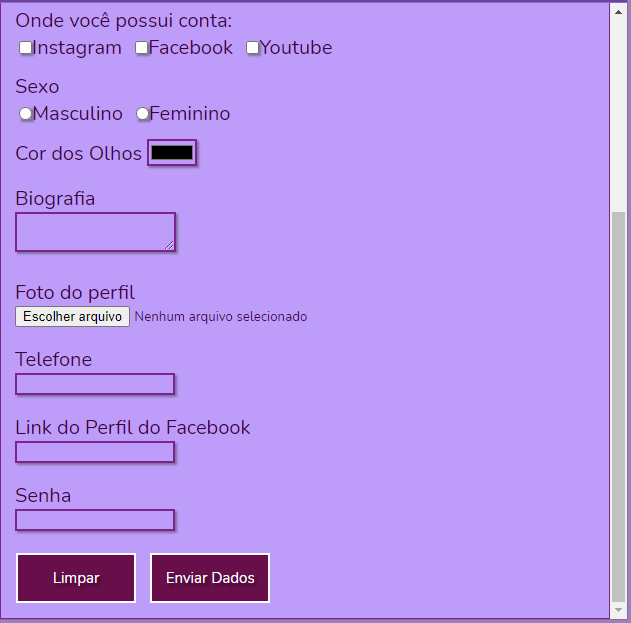 Onde você possui conta:
Instagram Facebook Youtube
Sexo
Masculino Feminino
Cor dos Olhos
Biografia
Foto do perfil
Escolher arquivo Nenhum arquivo selecionado
Telefone
Link do Perfil do Facebook
Senha
Limpar Enviar Dados